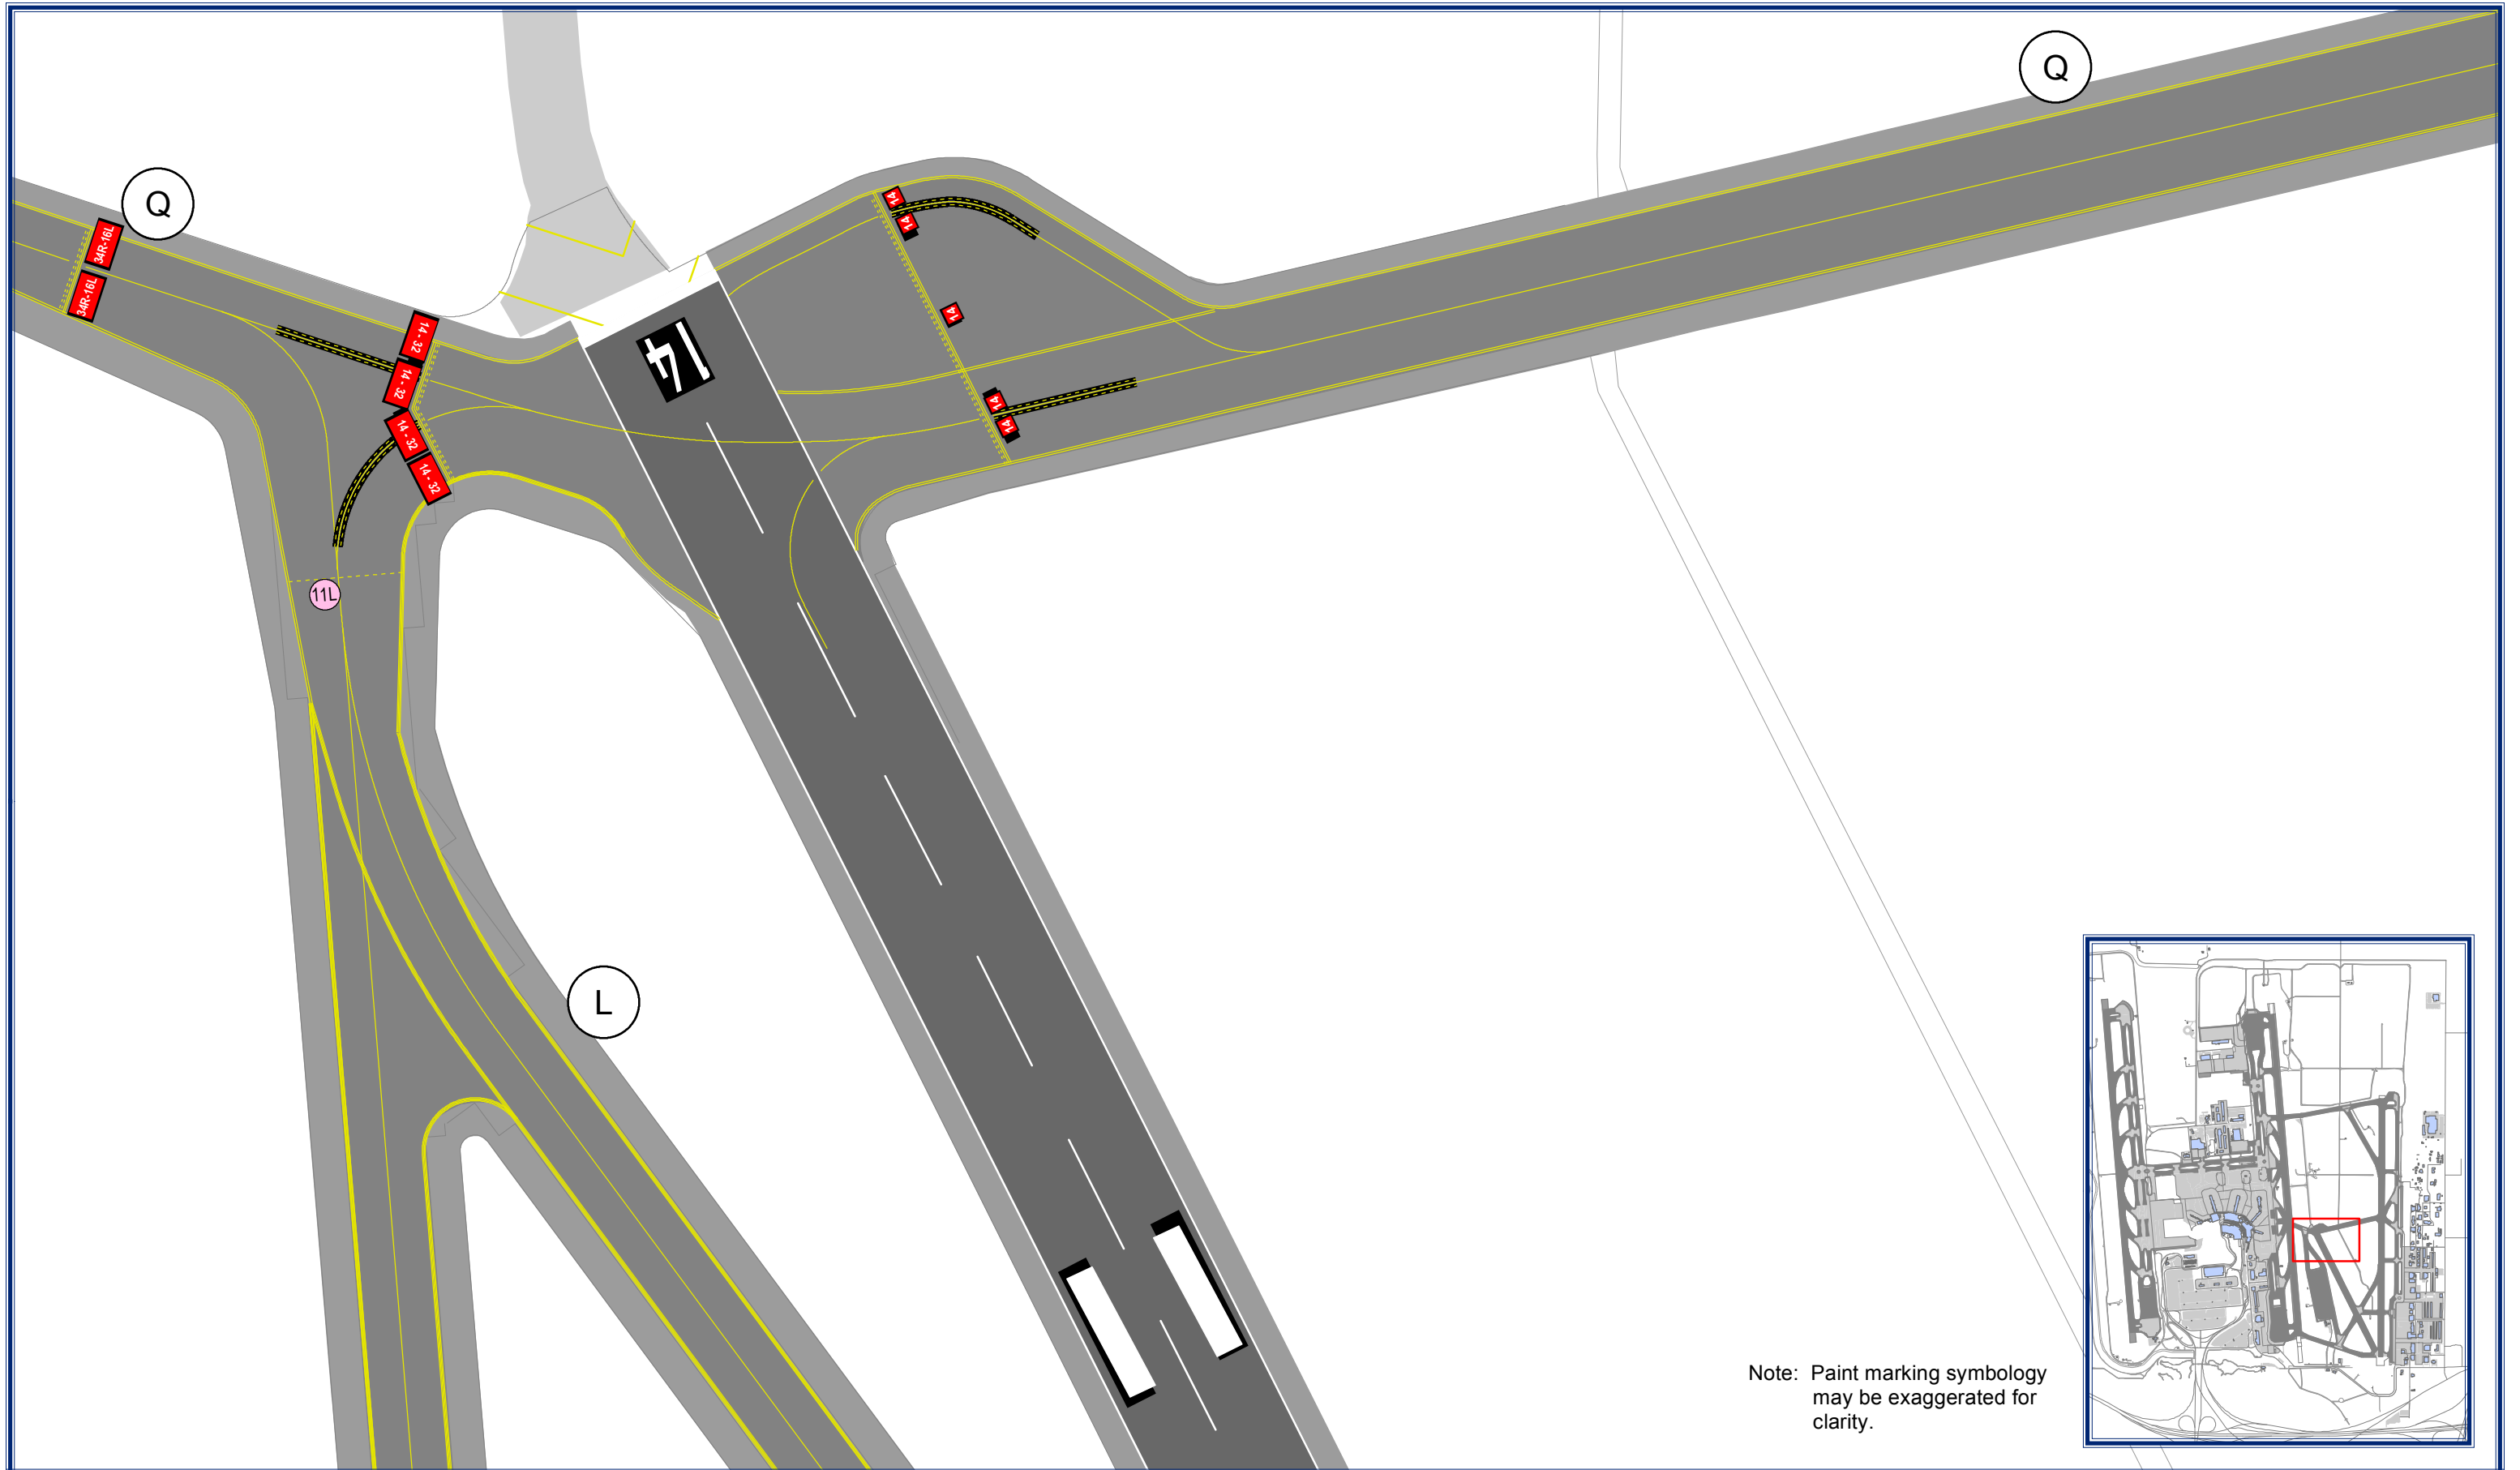 Q
Q
34R-16L
34R-16L
14
14
14
14 - 32
14 - 32
14 - 32
14 - 32
14
14
14
11L
L
Note: Paint marking symbology
may be exaggerated for
clarity.